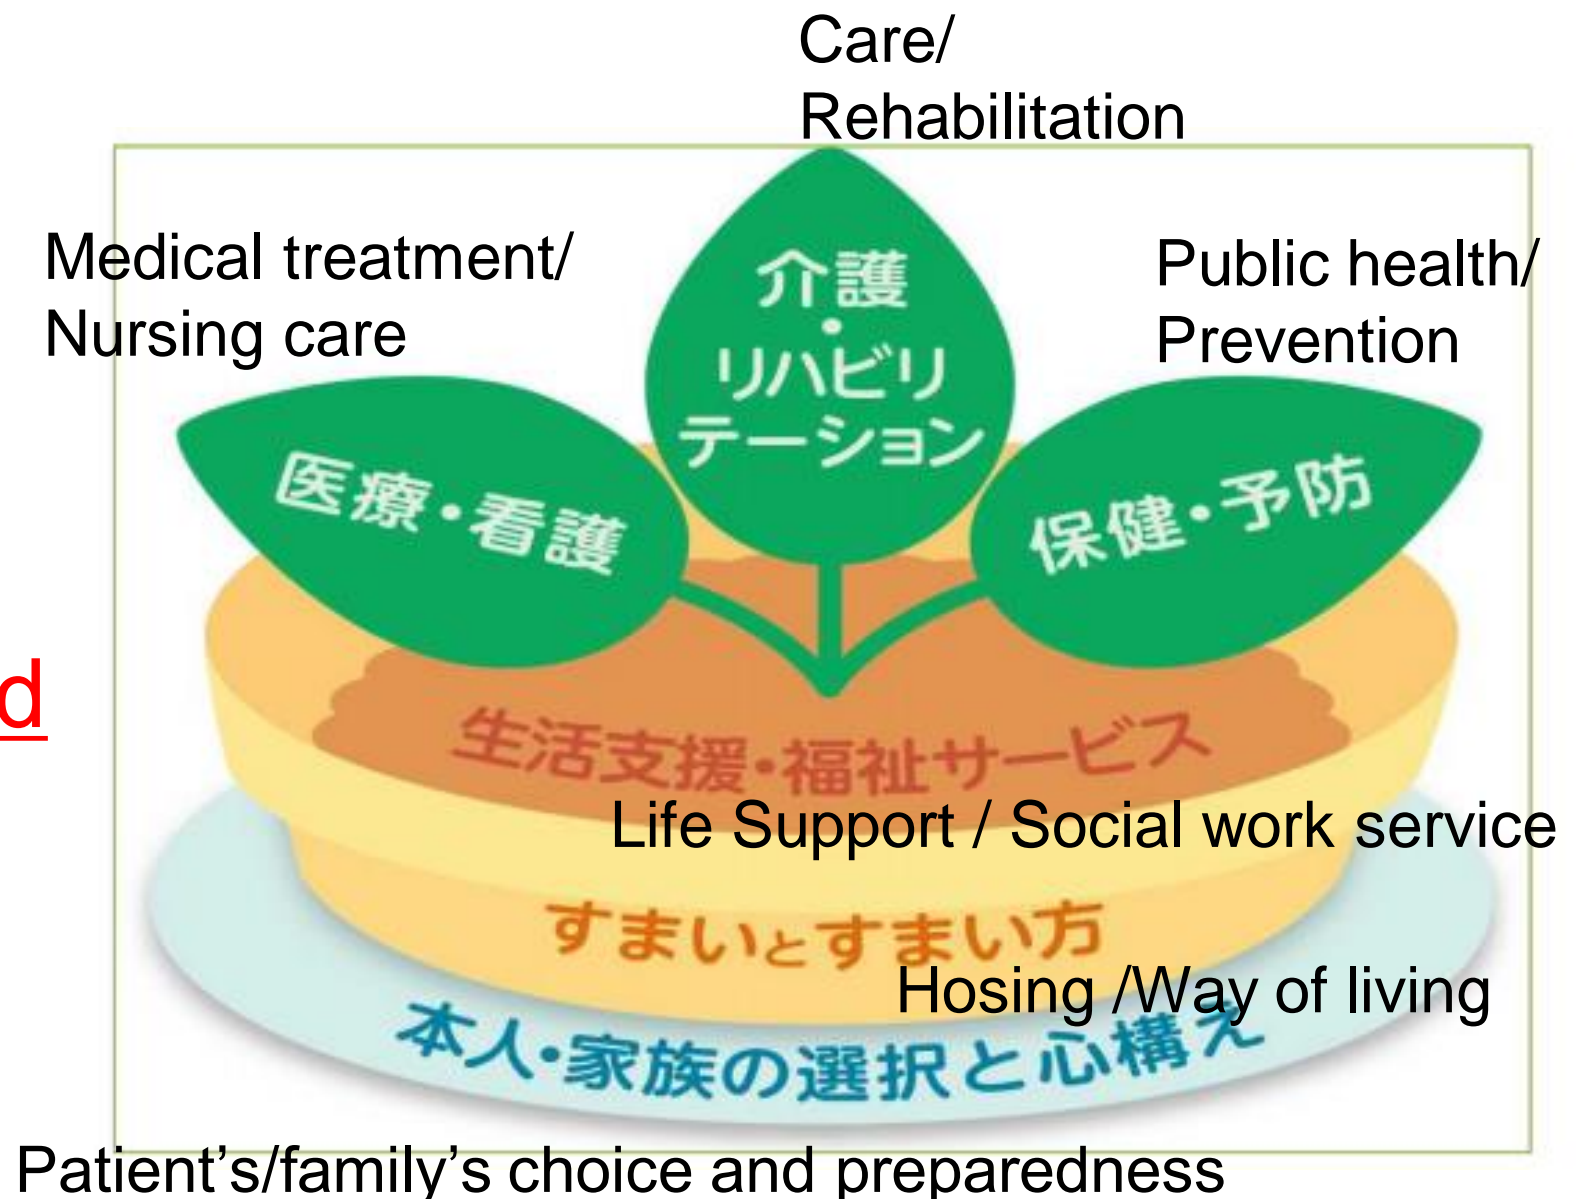 Care/
Rehabilitation
Medical treatment/
Nursing care
Public health/
Prevention
介護
・
リハビリ
テーション
医療・看護
保健・予防
d
生活支援・福祉サービス
Life Support / Social work service
すまいとすまい方
Hosing /Way of living
本人・家族の選択と心構え
Patient's/family's choice and preparedness